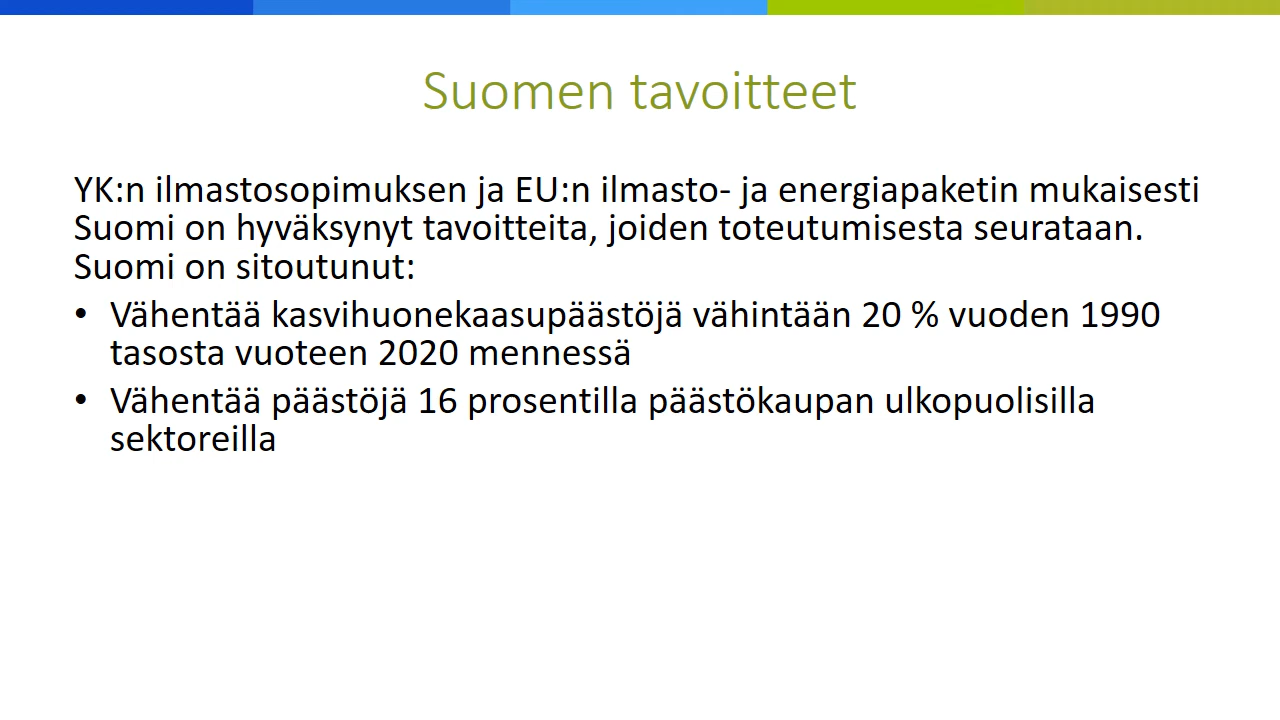 Suomen tavoitteet
YK:n ilmastosopimuksen ja EU:n ilmasto- ja energiapaketin mukaisesti
Suomi on hyväksynyt tavoitteita, joiden toteutumisesta seurataan.
Suomi on sitoutunut:
• Vähentää kasvihuonekaasupäästöjä vähintään 20 % vuoden 1990
tasosta vuoteen 2020 mennessä
• Vähentää päästöjä 16 prosentilla päästökaupan ulkopuolisilla
sektoreilla